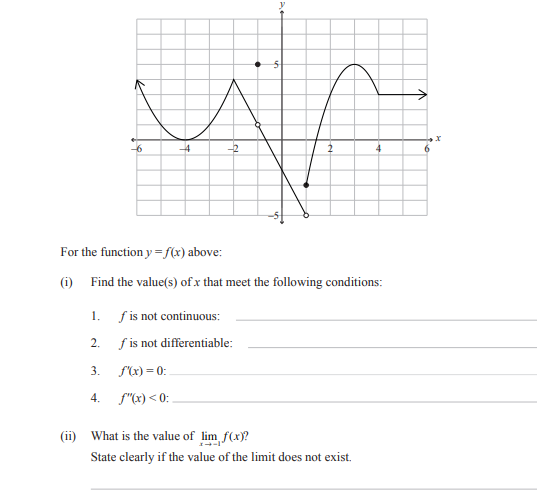 y
5
x
–6 –4 –2 2 4 6
–5
For the function y = f(x) above:
(i) Find the value(s) of x that meet the following conditions:
1. f is not continuous:
2. f is not differentiable:
3. f'(x) = 0:
4. f"(x) < 0:
(ii) What is the value of lim f(x)?
x→–1
State clearly if the value of the limit does not exist.